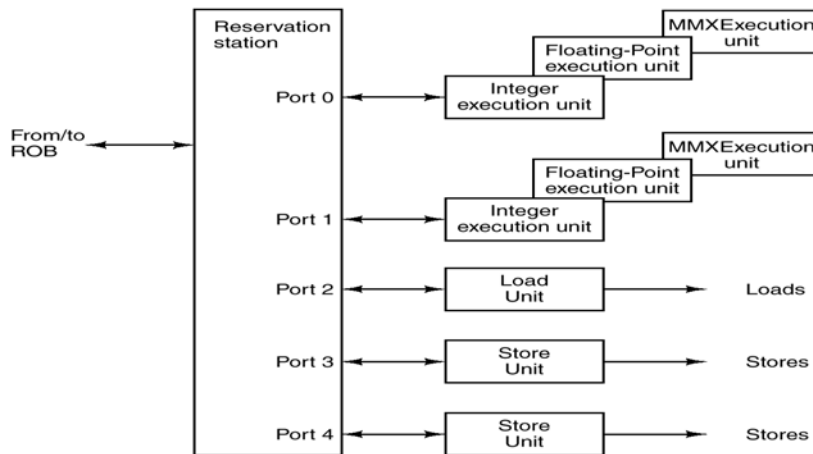 Reservation
station
MMXExecution
unit
Floating-Point
execution unit
Port 0
Integer
execution unit
From/to
ROB
MMXExecution
unit
Floating-Point
execution unit
Port 1
Integer
execution unit
Port 2
Load
Unit
Loads
Port 3
Store
Unit
Stores
Port 4
Store
Unit
Stores